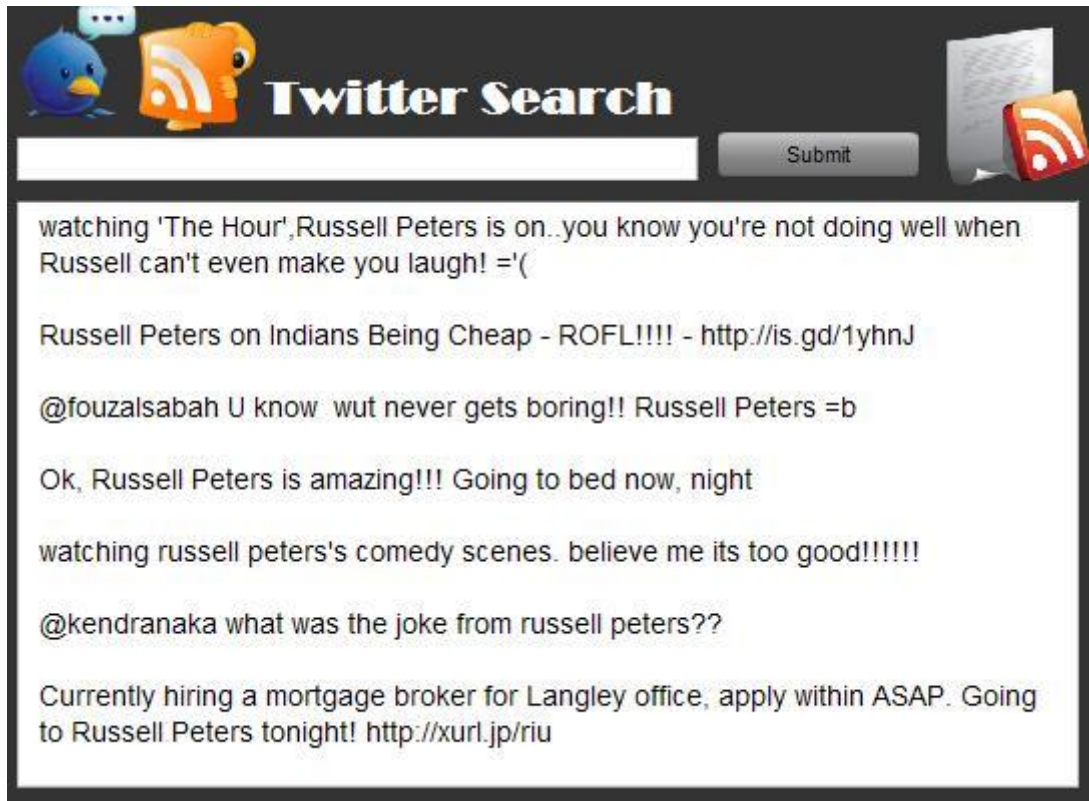 Twitter Search
Submit
watching 'The Hour',Russell Peters is on..you know you're not doing well when
Russell can't even make you laugh! ='(
Russell Peters on Indians Being Cheap - ROFL!!!! - http://is.gd/1yhnJ
@fouzalsabah U know  wut never gets boring!! Russell Peters =b
Ok, Russell Peters is amazing!!! Going to bed now, night
watching russell peters's comedy scenes. believe me its too good!!!!!!
@kendranaka what was the joke from russell peters??
Currently hiring a mortgage broker for Langley office, apply within ASAP. Going
to Russell Peters tonight! http://xurl.jp/riu